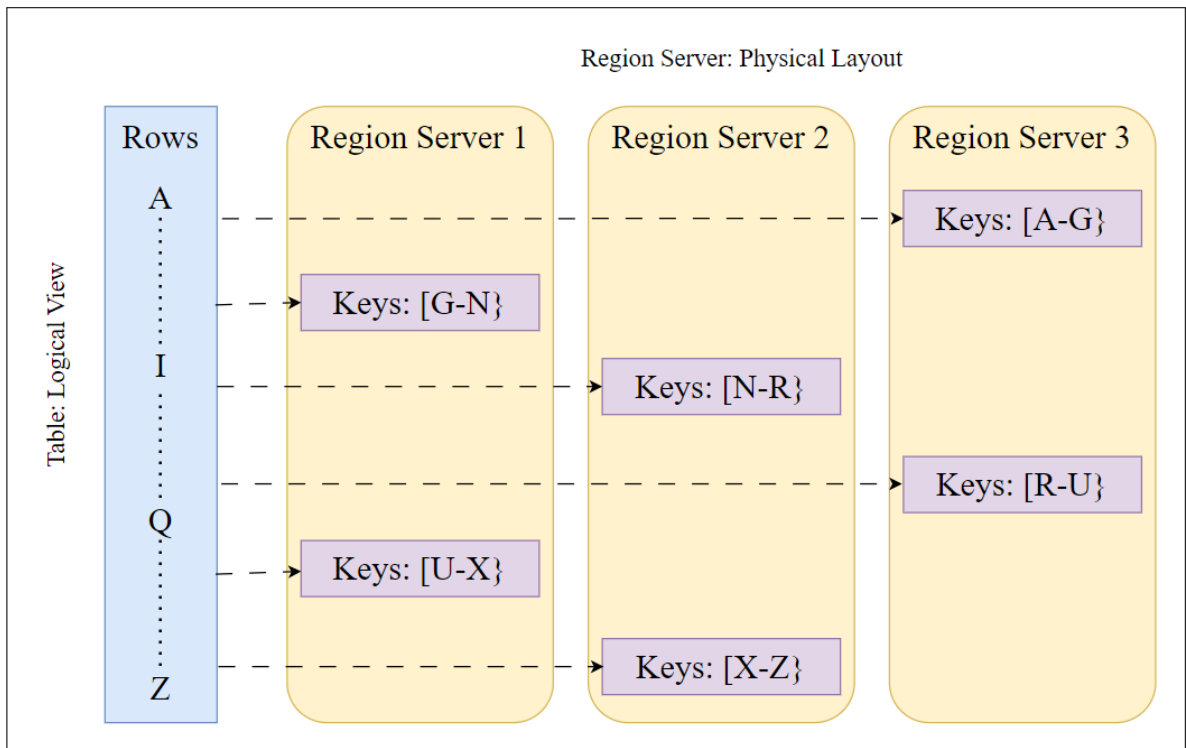 Region Server: Physical Layout
Table: Logical View
Rows
Region Server 1
Region Server 2
Region Server 3
A
Keys: [A-G}
Keys: [G-N}
I
Keys: [N-R}
Keys: [R-U}
Q
Keys: [U-X}
Keys: [X-Z}
Z